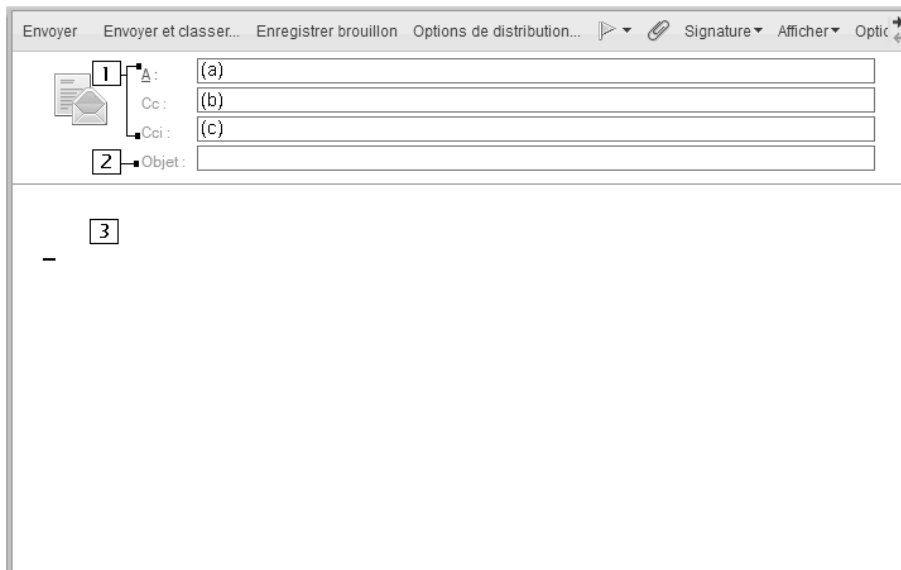 Envoyer Envoyer et classer... Enregistrer brouillon Options de distribution... Signature Afficher
1 A : (a)
Cc : (b)
Cci : (c)
2 Objet :
3